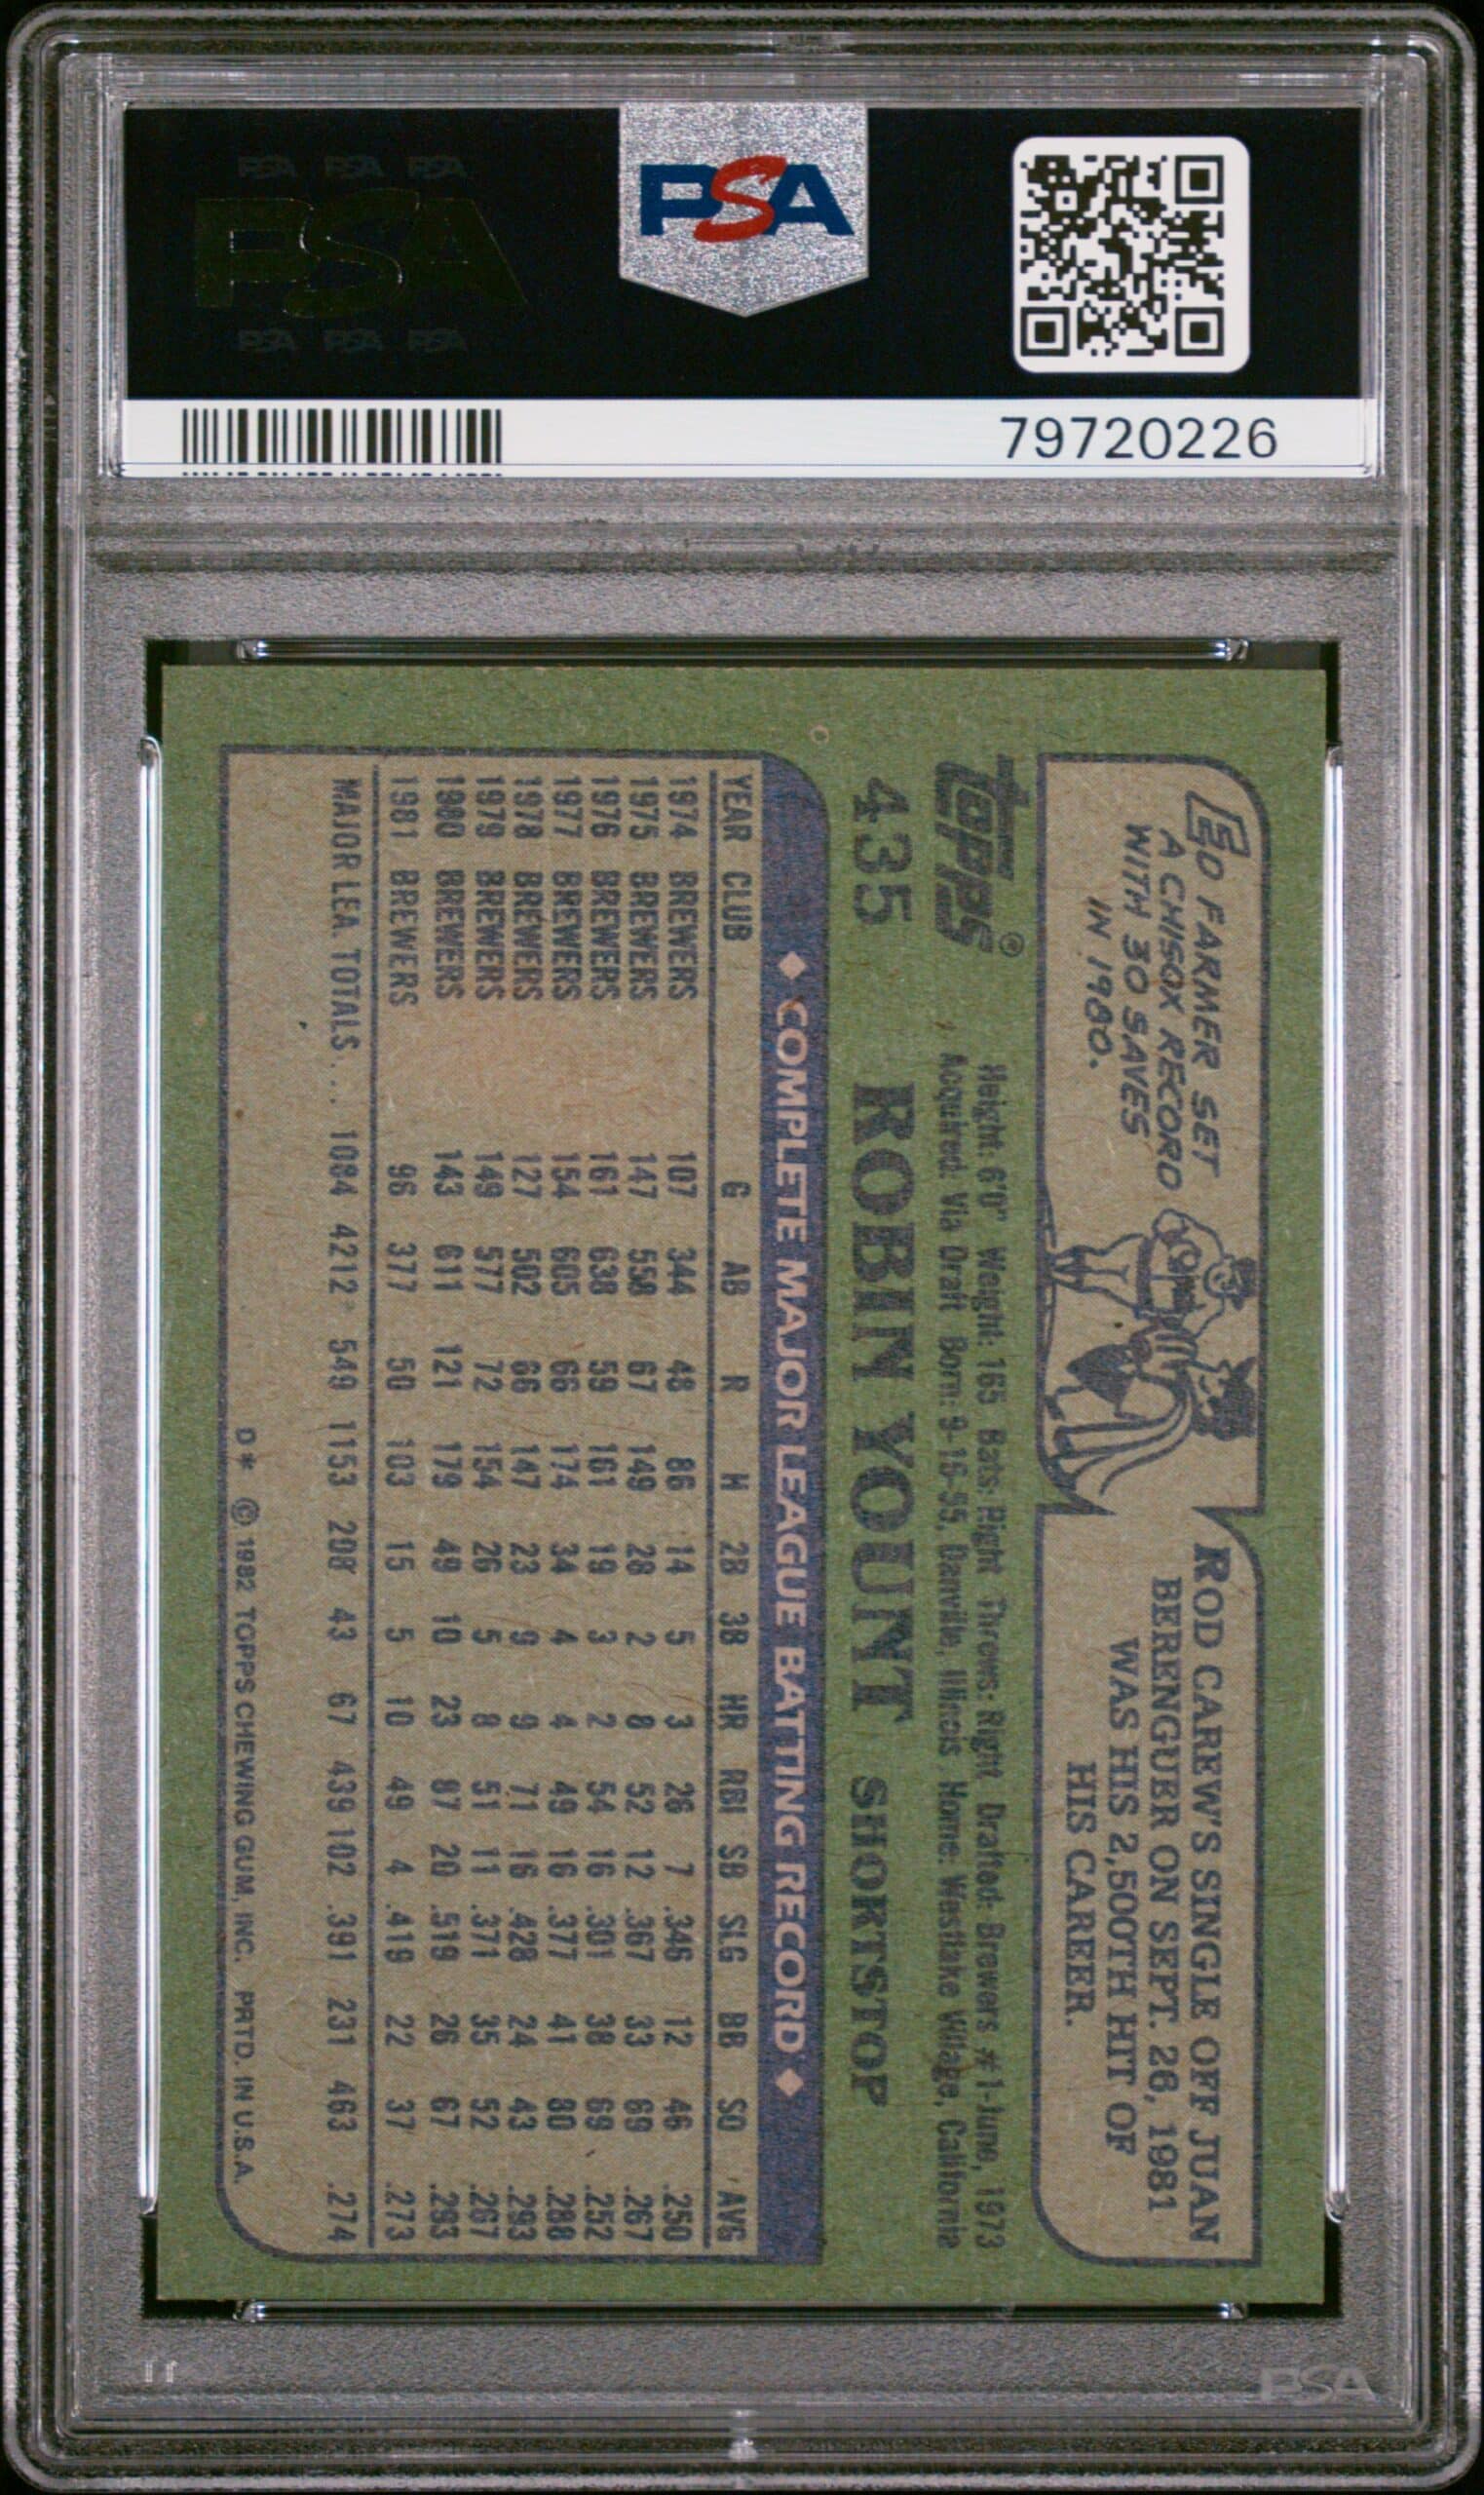 PSA PSA PSA
PSA
PSA PSA PSA
PSA
79720226
ED FARMER SET
A CHISOX RECORD
WITH 30 SAVES
IN 1980.
ROD CAREW'S SINGLE OFF JUAN
BERENGUER ON SEPT. 26, 1981
WAS HIS 2,500TH HIT OF
HIS CAREER.
topps®
435 ROBIN YOUNT SHORTSTOP
Height: 6'0" Weight: 165 Bats: Right Throws: Right Drafted: Brewers #1-June, 1973
Acquired: Via Draft Born: 9-16-55, Danville, Illinois Home: Westlake Village, California
◆ COMPLETE MAJOR LEAGUE BATTING RECORD ◆
YEAR CLUB G AB R H 2B 3B HR RBI SB SLG BB SO AVG
1974 BREWERS 107 344 48 86 14 5 3 26 7 .346 12 46 .250
1975 BREWERS 147 558 67 149 28 2 8 52 12 .367 33 69 .267
1976 BREWERS 161 638 59 161 19 3 2 54 16 .301 38 69 .252
1977 BREWERS 154 605 66 174 34 4 4 49 16 .377 41 80 .288
1978 BREWERS 127 502 66 147 23 9 9 71 16 .428 24 43 .293
1979 BREWERS 149 577 72 154 26 5 8 51 11 .371 35 52 .267
1980 BREWERS 143 611 121 179 49 10 23 87 20 .519 26 67 .293
1981 BREWERS 96 377 50 103 15 5 10 49 4 .419 22 37 .273
MAJOR LEA. TOTALS... 1084 4212 549 1153 208 43 67 439 102 .391 231 463 .274
D* © 1982 TOPPS CHEWING GUM, INC. PRTD. IN U.S.A.
PSA